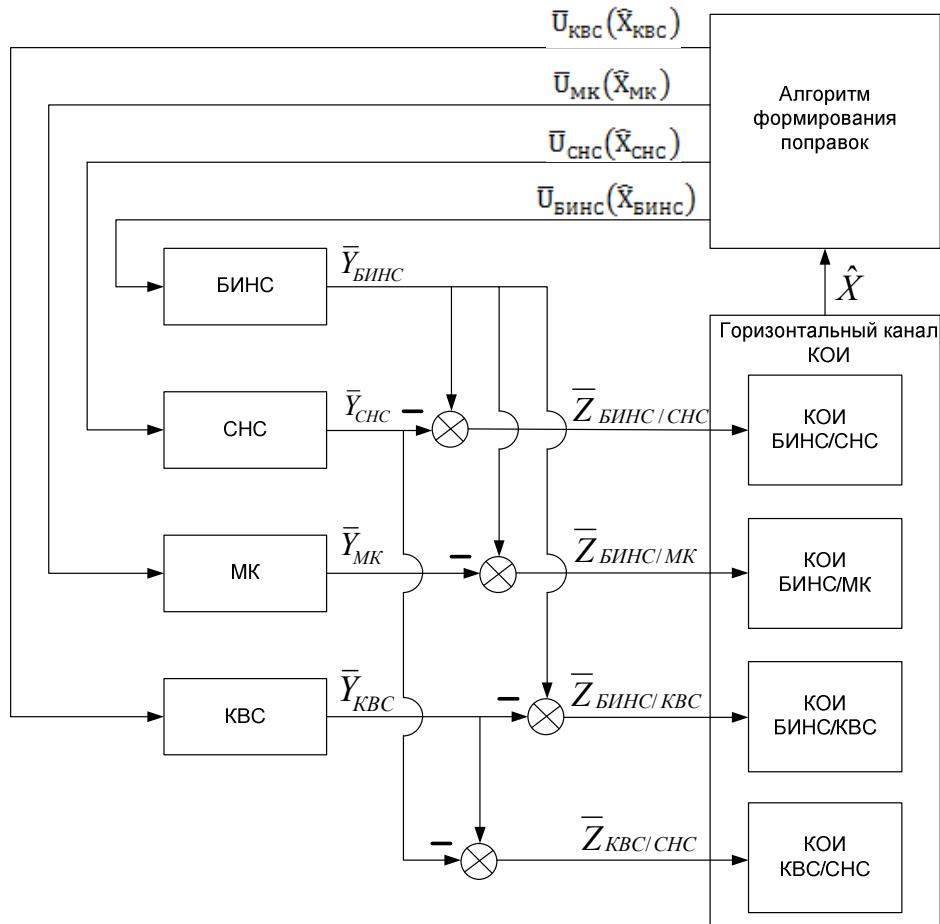 U̅КВС(X̂КВС)
U̅МК(X̂МК)
U̅СНС(X̂СНС)
U̅БИНС(X̂БИНС)
Алгоритм
формирования
поправок
X̂
БИНС
Y̅БИНС
Горизонтальный канал
КОИ
СНС
Y̅СНС
−
Z̅БИНС/СНС
КОИ
БИНС/СНС
МК
Y̅МК
−
Z̅БИНС/МК
КОИ
БИНС/МК
КВС
Y̅КВС
−
Z̅БИНС/КВС
КОИ
БИНС/КВС
−
Z̅КВС/СНС
КОИ
КВС/СНС